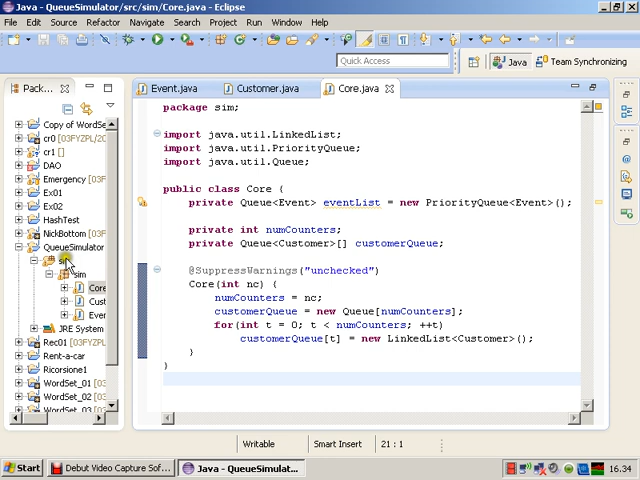 Java - QueueSimulator/src/sim/Core.java - Eclipse
File Edit Source Refactor Navigate Search Project Run Window Help
Quick Access
Java
Team Synchronizing
Pack...
Event.java
Customer.java
Core.java
Copy of WordSe
cr0 [03FYZPL/20
cr1 []
DAO
Emergency [03F
Ex01
Ex02
HashTest
NickBottom [03F
QueueSimulator
sim
Core
Cust
Even
JRE System
Rec01 [03FYZPL
Rent-a-car
Ricorsione1
WordSet_01 [03
WordSet_02 [03
WordSet_03 [03
package sim;
import java.util.LinkedList;
import java.util.PriorityQueue;
import java.util.Queue;
public class Core {
private Queue<Event> eventList = new PriorityQueue<Event>();
private int numCounters;
private Queue<Customer>[] customerQueue;
@SuppressWarnings("unchecked")
Core(int nc) {
numCounters = nc;
customerQueue = new Queue[numCounters];
for(int t = 0; t < numCounters; ++t)
customerQueue[t] = new LinkedList<Customer>();
}
}
Writable
Smart Insert
21 : 1
Start
Debut Video Capture Sof...
Java - QueueSimulat...
16.34